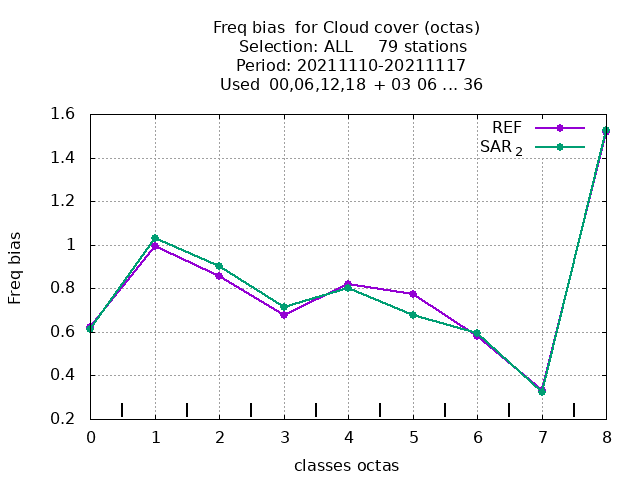 Freq bias  for Cloud cover (octas)
Selection: ALL     79 stations
Period: 20211110-20211117
Used  00,06,12,18  + 03 06 ... 36
REF
SAR 2
1.6
1.4
1.2
1
0.8
0.6
0.4
0.2
Freq bias
0 1 2 3 4 5 6 7 8
classes octas